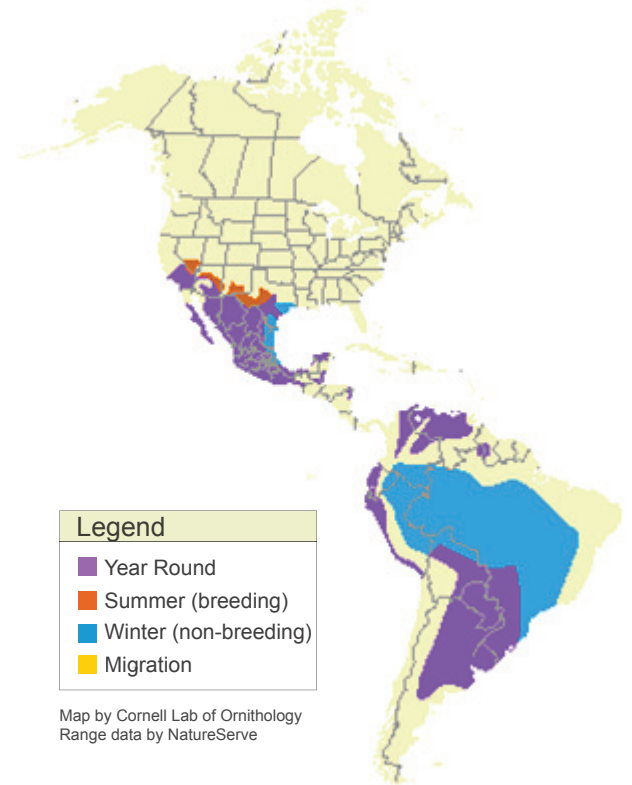 Legend
Year Round
Summer (breeding)
Winter (non-breeding)
Migration
Map by Cornell Lab of Ornithology
Range data by NatureServe